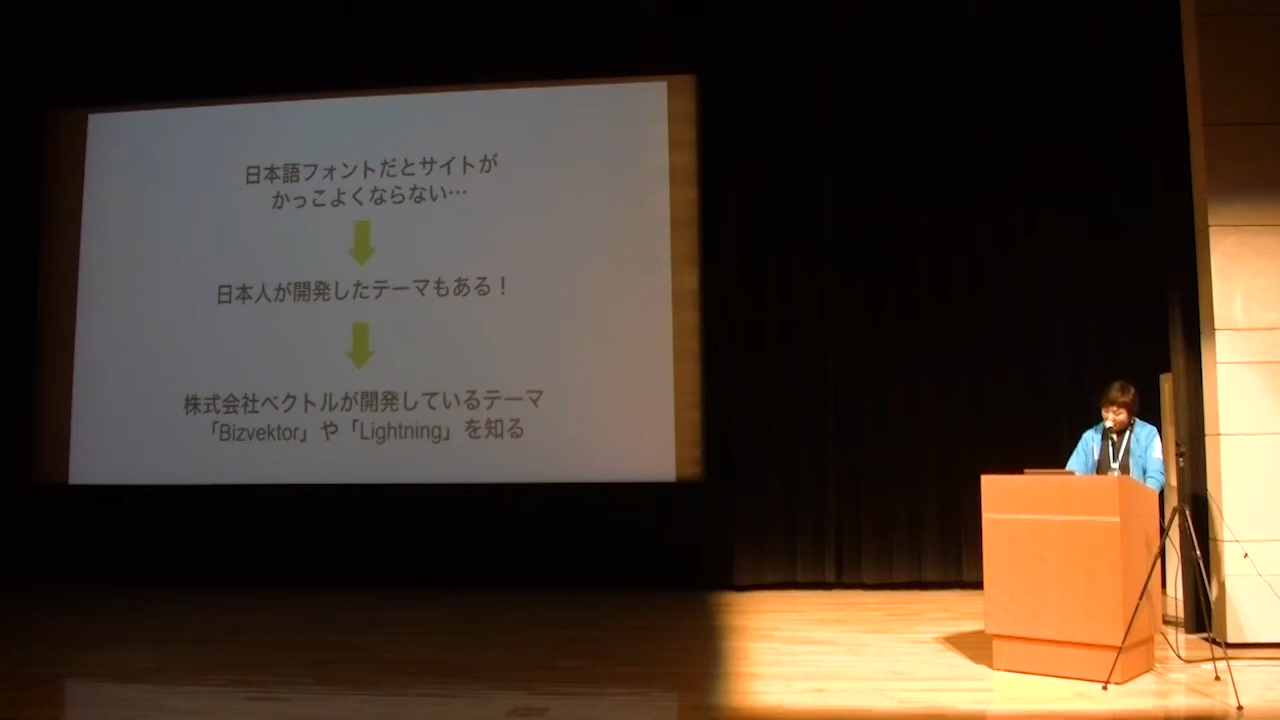 日本語フォントだとサイトが
かっこよくならない…
日本人が開発したテーマもある！
株式会社ベクトルが開発しているテーマ
「Bizvektor」や「Lightning」を知る